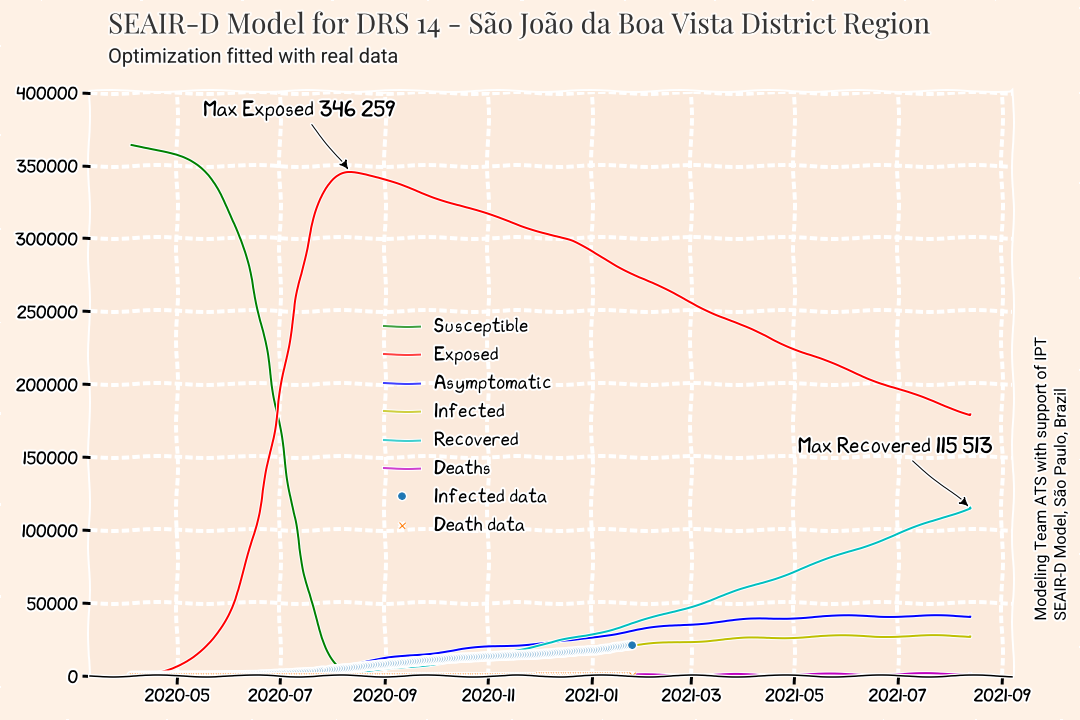 SEAIR-D Model for DRS 14 - São João da Boa Vista District Region
Optimization fitted with real data
400000
350000
300000
250000
200000
150000
100000
50000
0
Max Exposed 346 259
Susceptible
Exposed
Asymptomatic
Infected
Recovered
Deaths
Infected data
Death data
Max Recovered 115 513
2020-05
2020-07
2020-09
2020-11
2021-01
2021-03
2021-05
2021-07
2021-09
Modeling Team ATS with support of IPT
SEAIR-D Model, São Paulo, Brazil